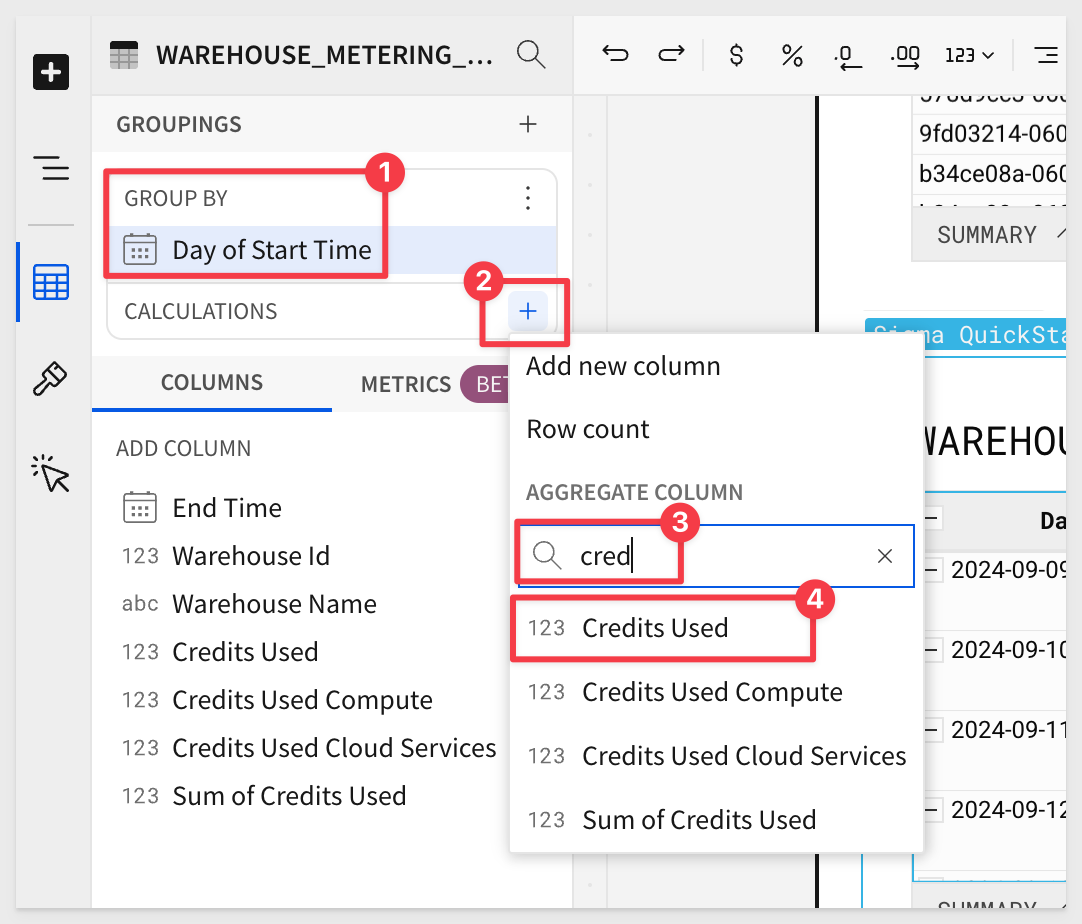 WAREHOUSE_METERING_...
$ % .0 .00 123
GROUPINGS
1
GROUP BY
Day of Start Time
2
CALCULATIONS
COLUMNS
METRICS
BET
ADD COLUMN
End Time
123 Warehouse Id
abc Warehouse Name
123 Credits Used
123 Credits Used Compute
123 Credits Used Cloud Services
123 Sum of Credits Used
Add new column
Row count
AGGREGATE COLUMN
3
cred
4
123 Credits Used
123 Credits Used Compute
123 Credits Used Cloud Services
123 Sum of Credits Used
9fd03214-060
b34ce08a-060
SUMMARY
Sigma QuickSta
WAREHOU
Da
2024-09-09
2024-09-10
2024-09-11
2024-09-12
SUMMARY